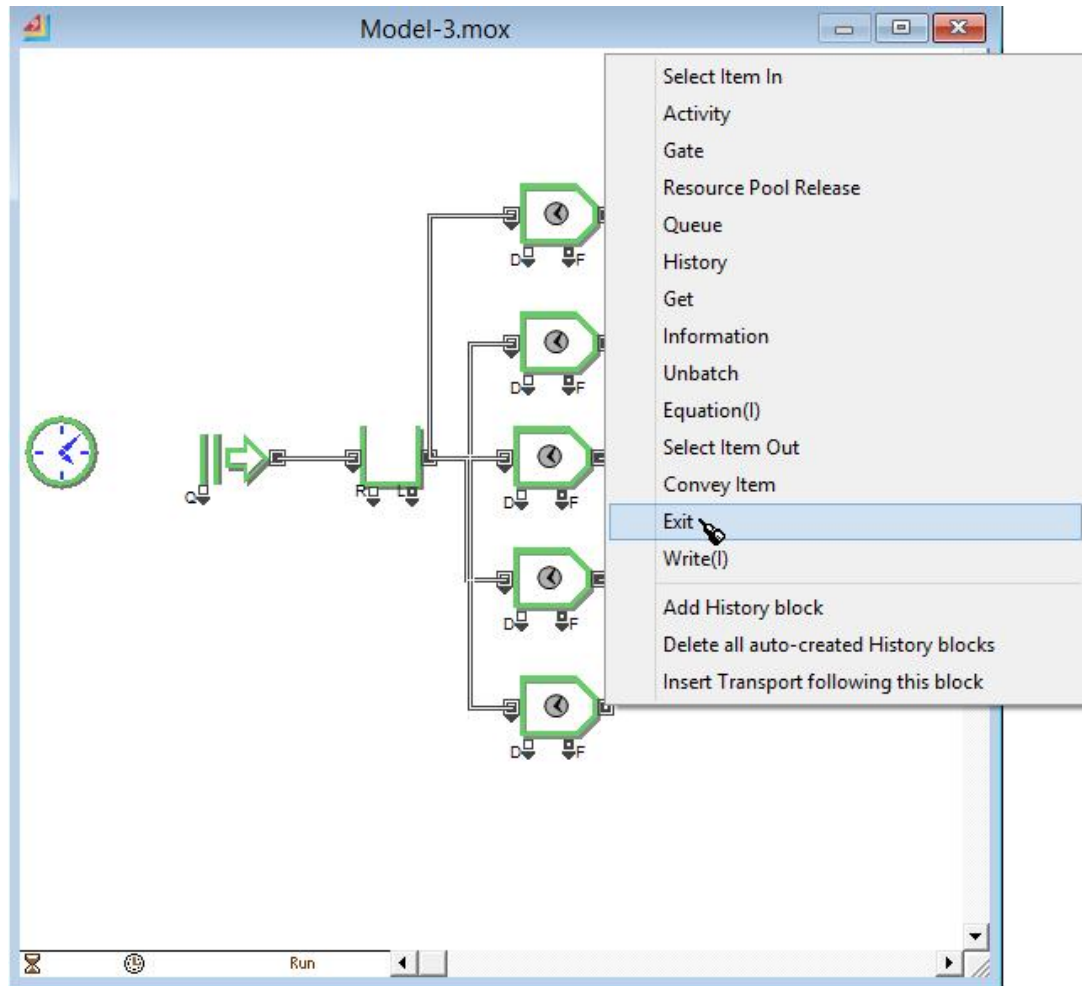 Model-3.mox
Select Item In
Activity
Gate
Resource Pool Release
Queue
History
Get
Information
Unbatch
Equation(I)
Select Item Out
Convey Item
Exit
Write(I)
Add History block
Delete all auto-created History blocks
Insert Transport following this block
D F
D F
Q
R L
D F
D F
D F
Run